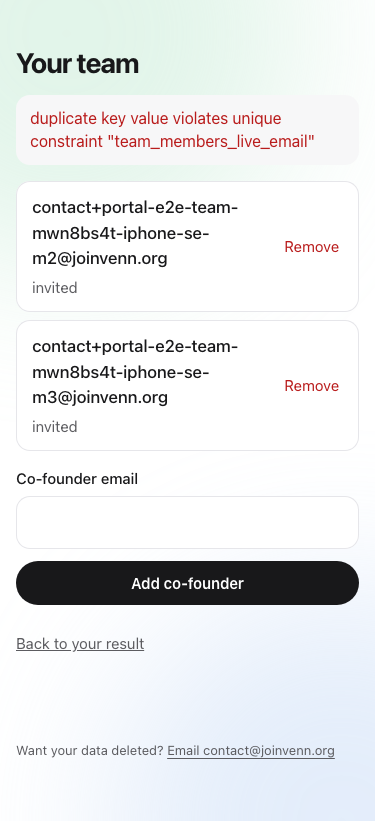 Your team
duplicate key value violates unique
constraint "team_members_live_email"
contact+portal-e2e-team-
mwn8bs4t-iphone-se-
m2@joinvenn.org
invited
Remove
contact+portal-e2e-team-
mwn8bs4t-iphone-se-
m3@joinvenn.org
invited
Remove
Co-founder email
Add co-founder
Back to your result
Want your data deleted? Email contact@joinvenn.org